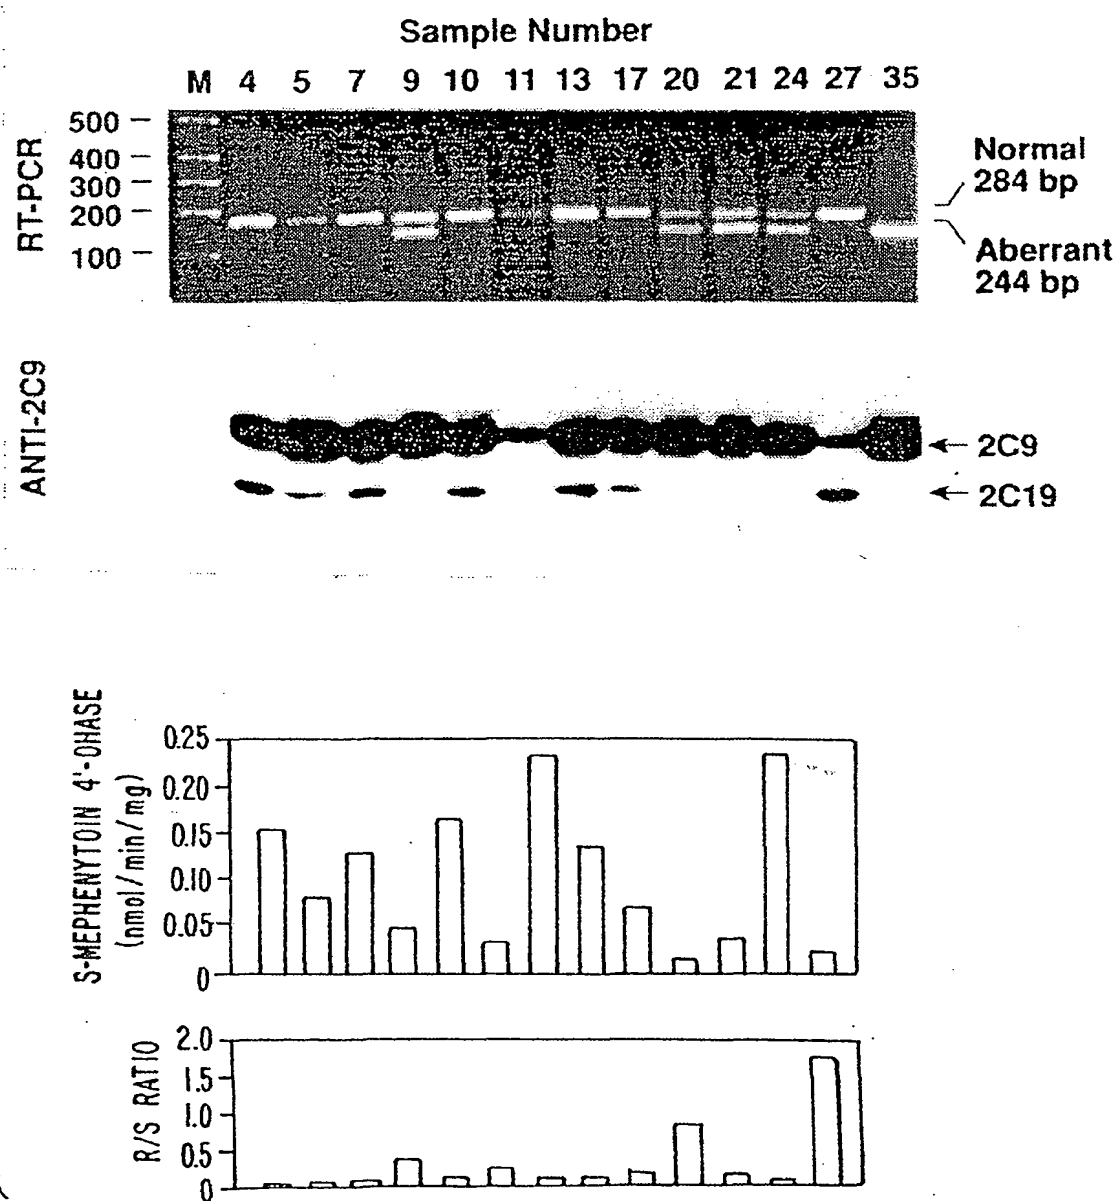 Sample Number
M 4 5 7 9 10 11 13 17 20 21 24 27 35
RT-PCR
500
400
300
200
100
Normal
284 bp
Aberrant
244 bp
ANTI-2C9
2C9
2C19
S-MEPHENYTOIN 4'-OHASE
(nmol/min/mg)
0.25
0.20
0.15
0.10
0.05
0
R/S RATIO
2.0
1.5
1.0
0.5
0